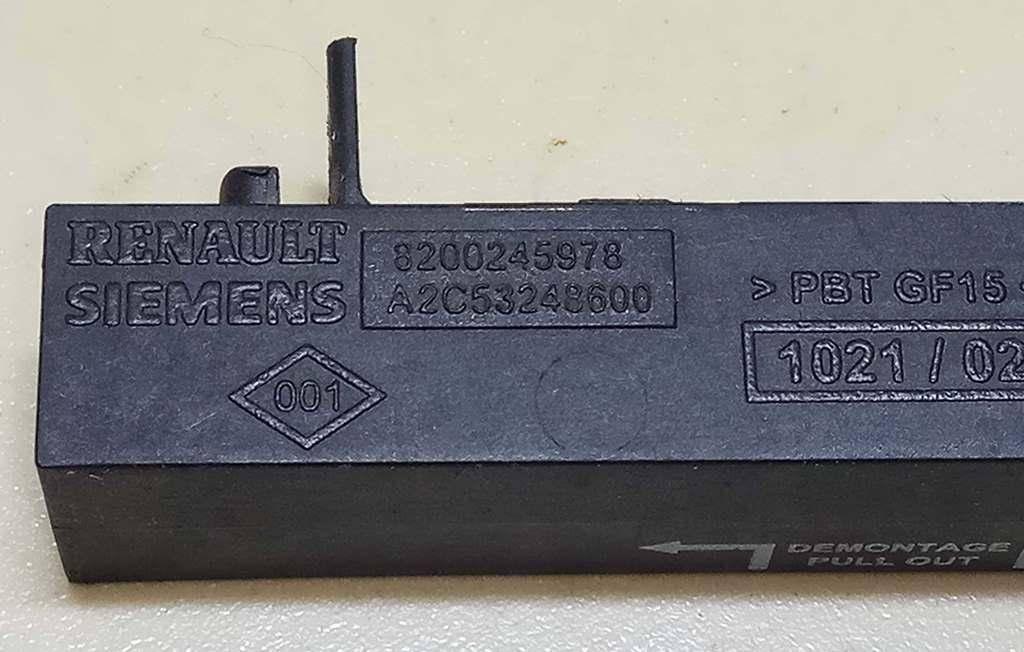 RENAULT
SIEMENS
8200245978
A2C53248600
001
> PBT GF15
1021 / 02
DEMONTAGE
PULL OUT